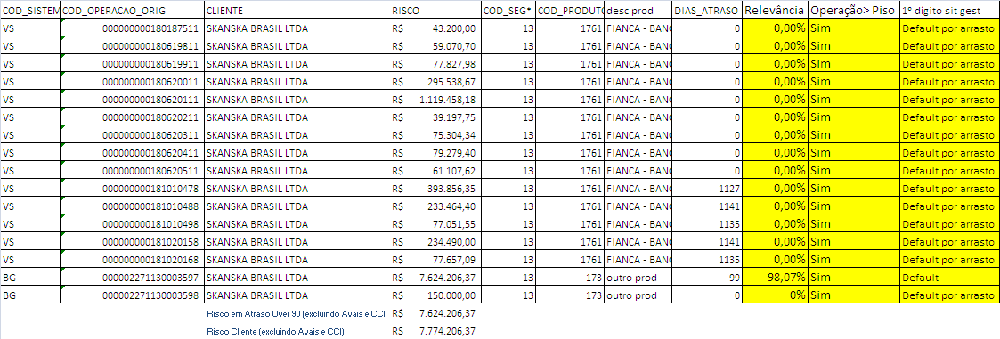 COD_SISTEM COD_OPERACAO_ORIG CLIENTE RISCO COD_SEG* COD_PRODUTO desc prod DIAS_ATRASO Relevância Operação> Piso 1º dígito sit gest
VS 000000000180187511 SKANSKA BRASIL LTDA R$ 43.200,00 13 1761 FIANCA - BANC 0 0,00% Sim Default por arrasto
VS 000000000180619811 SKANSKA BRASIL LTDA R$ 59.070,70 13 1761 FIANCA - BANC 0 0,00% Sim Default por arrasto
VS 000000000180619911 SKANSKA BRASIL LTDA R$ 77.827,98 13 1761 FIANCA - BANC 0 0,00% Sim Default por arrasto
VS 000000000180620011 SKANSKA BRASIL LTDA R$ 295.538,67 13 1761 FIANCA - BANC 0 0,00% Sim Default por arrasto
VS 000000000180620111 SKANSKA BRASIL LTDA R$ 1.119.458,18 13 1761 FIANCA - BANC 0 0,00% Sim Default por arrasto
VS 000000000180620211 SKANSKA BRASIL LTDA R$ 39.197,75 13 1761 FIANCA - BANC 0 0,00% Sim Default por arrasto
VS 000000000180620311 SKANSKA BRASIL LTDA R$ 75.304,34 13 1761 FIANCA - BANC 0 0,00% Sim Default por arrasto
VS 000000000180620411 SKANSKA BRASIL LTDA R$ 79.279,40 13 1761 FIANCA - BANC 0 0,00% Sim Default por arrasto
VS 000000000180620511 SKANSKA BRASIL LTDA R$ 61.107,62 13 1761 FIANCA - BANC 0 0,00% Sim Default por arrasto
VS 000000000181010478 SKANSKA BRASIL LTDA R$ 393.856,35 13 1761 FIANCA - BANC 1127 0,00% Sim Default por arrasto
VS 000000000181010488 SKANSKA BRASIL LTDA R$ 233.464,40 13 1761 FIANCA - BANC 1141 0,00% Sim Default por arrasto
VS 000000000181010498 SKANSKA BRASIL LTDA R$ 77.051,55 13 1761 FIANCA - BANC 1135 0,00% Sim Default por arrasto
VS 000000000181020158 SKANSKA BRASIL LTDA R$ 234.490,00 13 1761 FIANCA - BANC 1141 0,00% Sim Default por arrasto
VS 000000000181020168 SKANSKA BRASIL LTDA R$ 77.657,09 13 1761 FIANCA - BANC 1135 0,00% Sim Default por arrasto
BG 000002271130003597 SKANSKA BRASIL LTDA R$ 7.624.206,37 13 173 outro prod 99 98,07% Sim Default
BG 000002271130003598 SKANSKA BRASIL LTDA R$ 150.000,00 13 173 outro prod 0 0% Sim Default por arrasto
Risco em Atraso Over 90 (excluindo Avais e CCI R$ 7.624.206,37
Risco Cliente (excluindo Avais e CCI) R$ 7.774.206,37